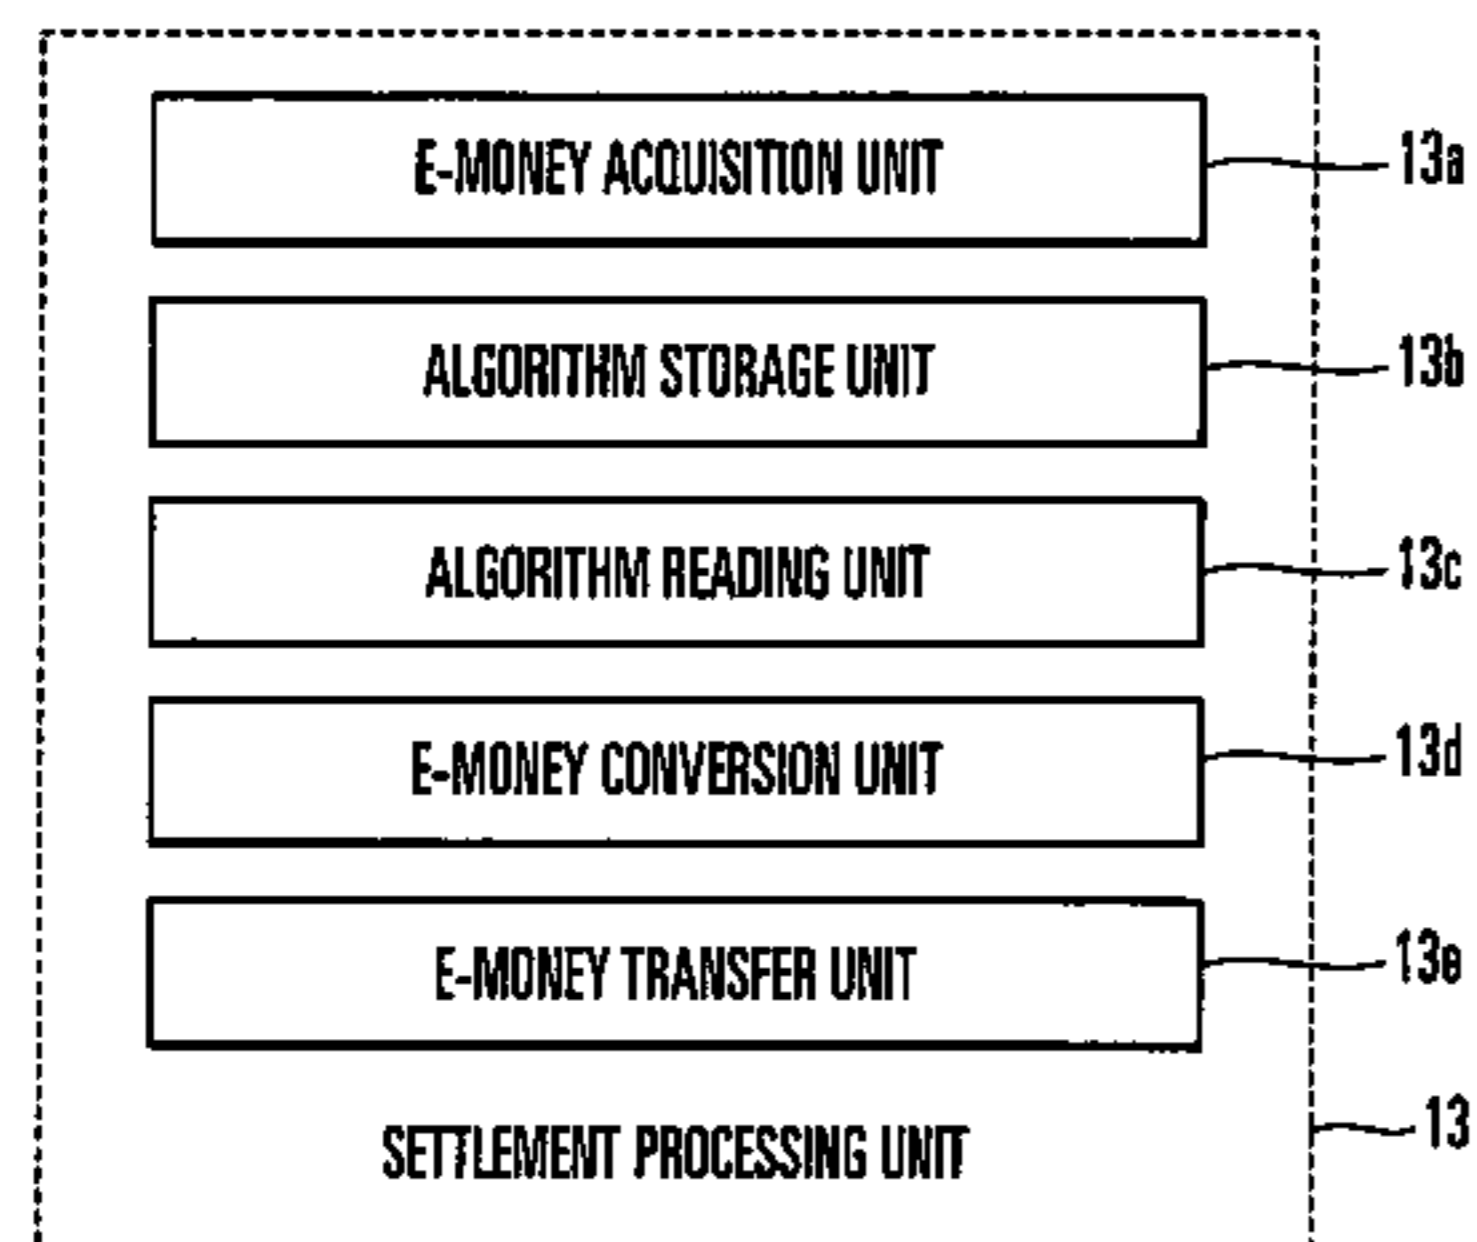 E-MONEY ACQUISITION UNIT 13a
ALGORITHM STORAGE UNIT 13b
ALGORITHM READING UNIT 13c
E-MONEY CONVERSION UNIT 13d
E-MONEY TRANSFER UNIT 13e
SETTLEMENT PROCESSING UNIT 13